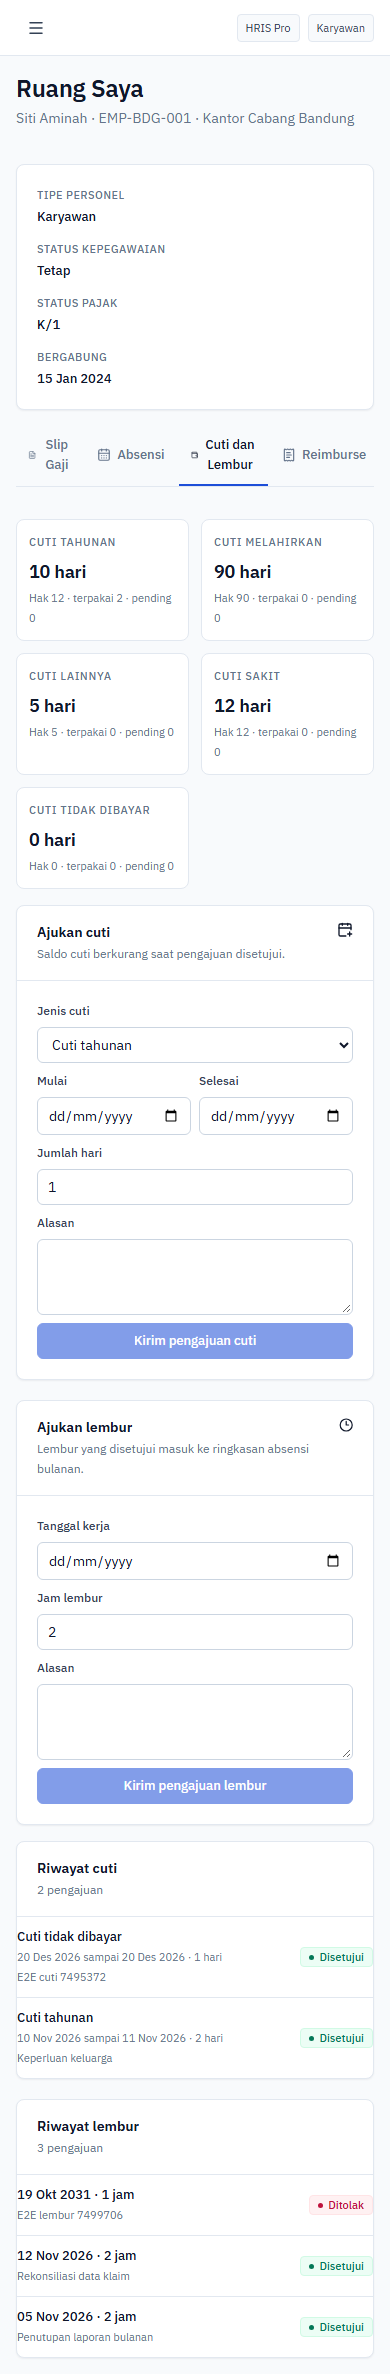 HRIS Pro
Karyawan
Ruang Saya
Siti Aminah · EMP-BDG-001 · Kantor Cabang Bandung
TIPE PERSONEL
Karyawan
STATUS KEPEGAWAIAN
Tetap
STATUS PAJAK
K/1
BERGABUNG
15 Jan 2024
Slip
Gaji
Absensi
Cuti dan
Lembur
Reimburse
CUTI TAHUNAN
10 hari
Hak 12 · terpakai 2 · pending
0
CUTI MELAHIRKAN
90 hari
Hak 90 · terpakai 0 · pending
0
CUTI LAINNYA
5 hari
Hak 5 · terpakai 0 · pending 0
CUTI SAKIT
12 hari
Hak 12 · terpakai 0 · pending
0
CUTI TIDAK DIBAYAR
0 hari
Hak 0 · terpakai 0 · pending 0
Ajukan cuti
Saldo cuti berkurang saat pengajuan disetujui.
Jenis cuti
Cuti tahunan
Mulai
Selesai
dd/mm/yyyy
dd/mm/yyyy
Jumlah hari
1
Alasan
Kirim pengajuan cuti
Ajukan lembur
Lembur yang disetujui masuk ke ringkasan absensi
bulanan.
Tanggal kerja
dd/mm/yyyy
Jam lembur
2
Alasan
Kirim pengajuan lembur
Riwayat cuti
2 pengajuan
Cuti tidak dibayar
20 Des 2026 sampai 20 Des 2026 · 1 hari
E2E cuti 7495372
Disetujui
Cuti tahunan
10 Nov 2026 sampai 11 Nov 2026 · 2 hari
Keperluan keluarga
Disetujui
Riwayat lembur
3 pengajuan
19 Okt 2031 · 1 jam
E2E lembur 7499706
Ditolak
12 Nov 2026 · 2 jam
Rekonsiliasi data klaim
Disetujui
05 Nov 2026 · 2 jam
Penutupan laporan bulanan
Disetujui